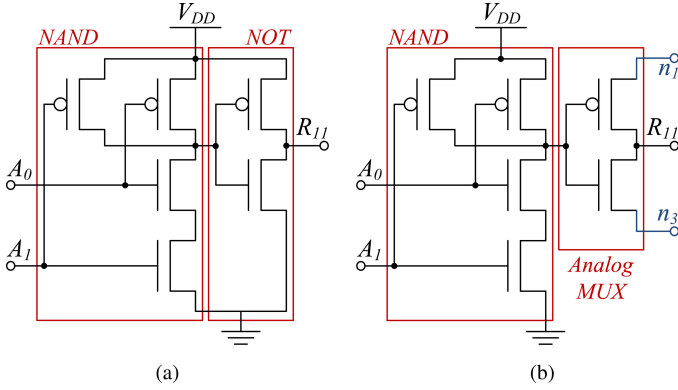 V_DD
NAND
NOT
R_11
A_0
A_1
(a)
V_DD
NAND
n_1
R_11
A_0
n_3
A_1
Analog
MUX
(b)